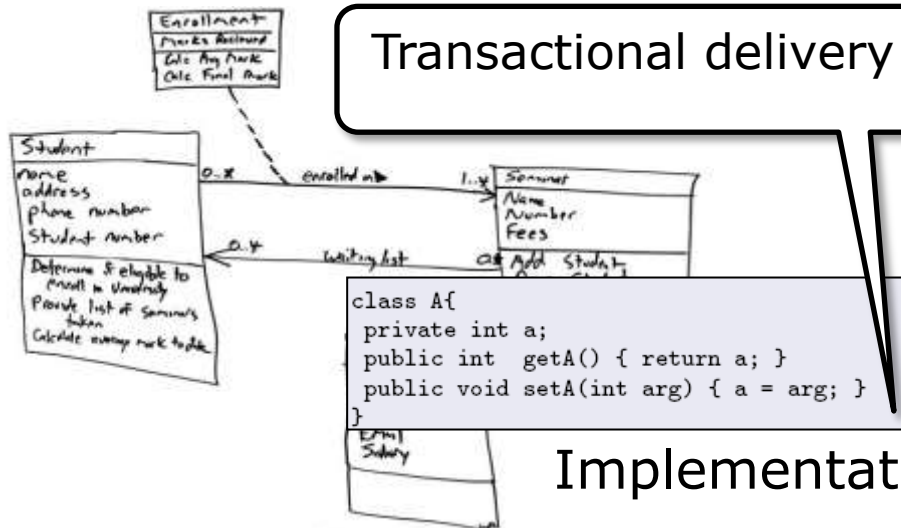 Enrollment
Marks Received
Calc Avg Mark
Calc Final Mark
Transactional delivery
Student
name
address
phone number
Student number
Determine if eligible to
enroll in University
Provide list of Seminars
taken
Calculate average mark to date
0..*
enrolled in
1..*
0..*
waiting list
Seminar
Name
Number
Fees
Add Student
class A{
private int a;
public int getA() { return a; }
public void setA(int arg) { a = arg; }
}
Email
Salary
Implementat